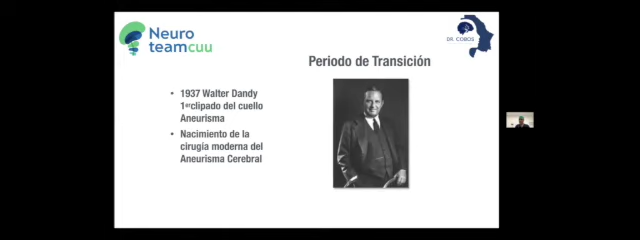 Neuro
teamcuu
DR. COBOS
Periodo de Transición
• 1937 Walter Dandy
1er clipado del cuello
Aneurisma
• Nacimiento de la
cirugía moderna del
Aneurisma Cerebral